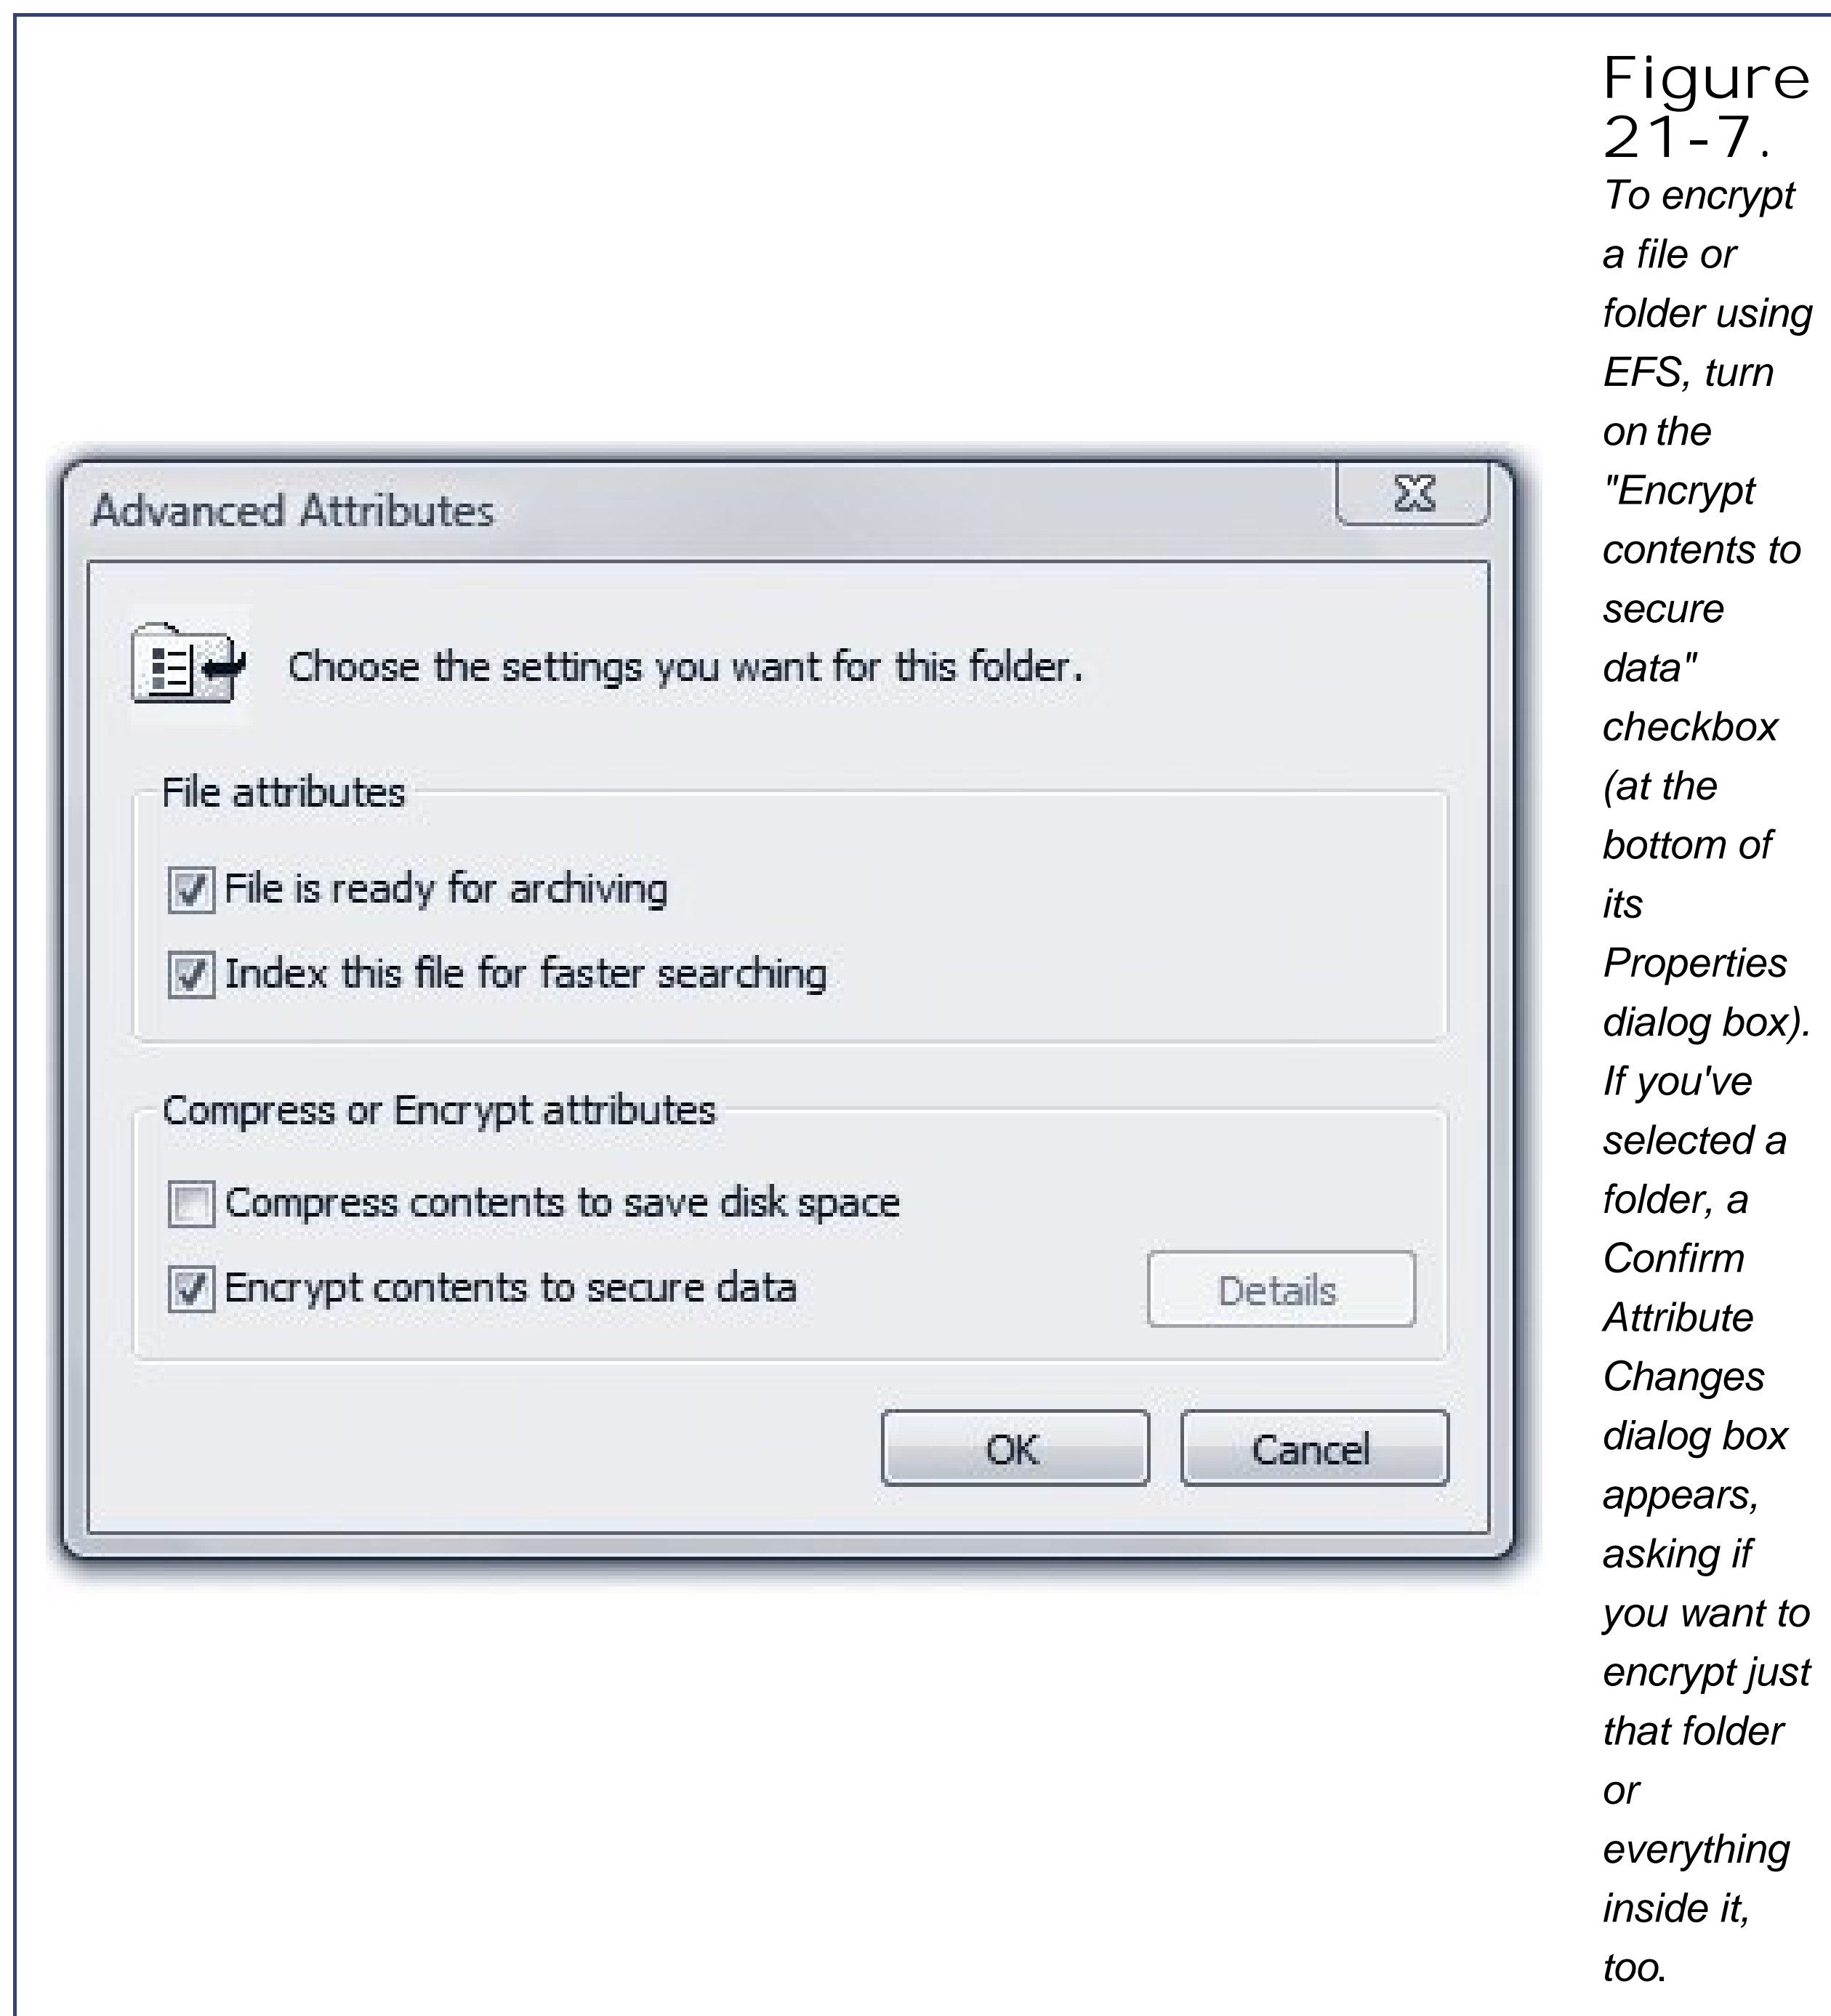 Figure
21-7.
To encrypt
a file or
folder using
EFS, turn
on the
"Encrypt
contents to
secure
data"
checkbox
(at the
bottom of
its
Properties
dialog box).
If you've
selected a
folder, a
Confirm
Attribute
Changes
dialog box
appears,
asking if
you want to
encrypt just
that folder
or
everything
inside it,
too.
Advanced Attributes
Choose the settings you want for this folder.
File attributes
File is ready for archiving
Index this file for faster searching
Compress or Encrypt attributes
Compress contents to save disk space
Encrypt contents to secure data
Details
OK
Cancel